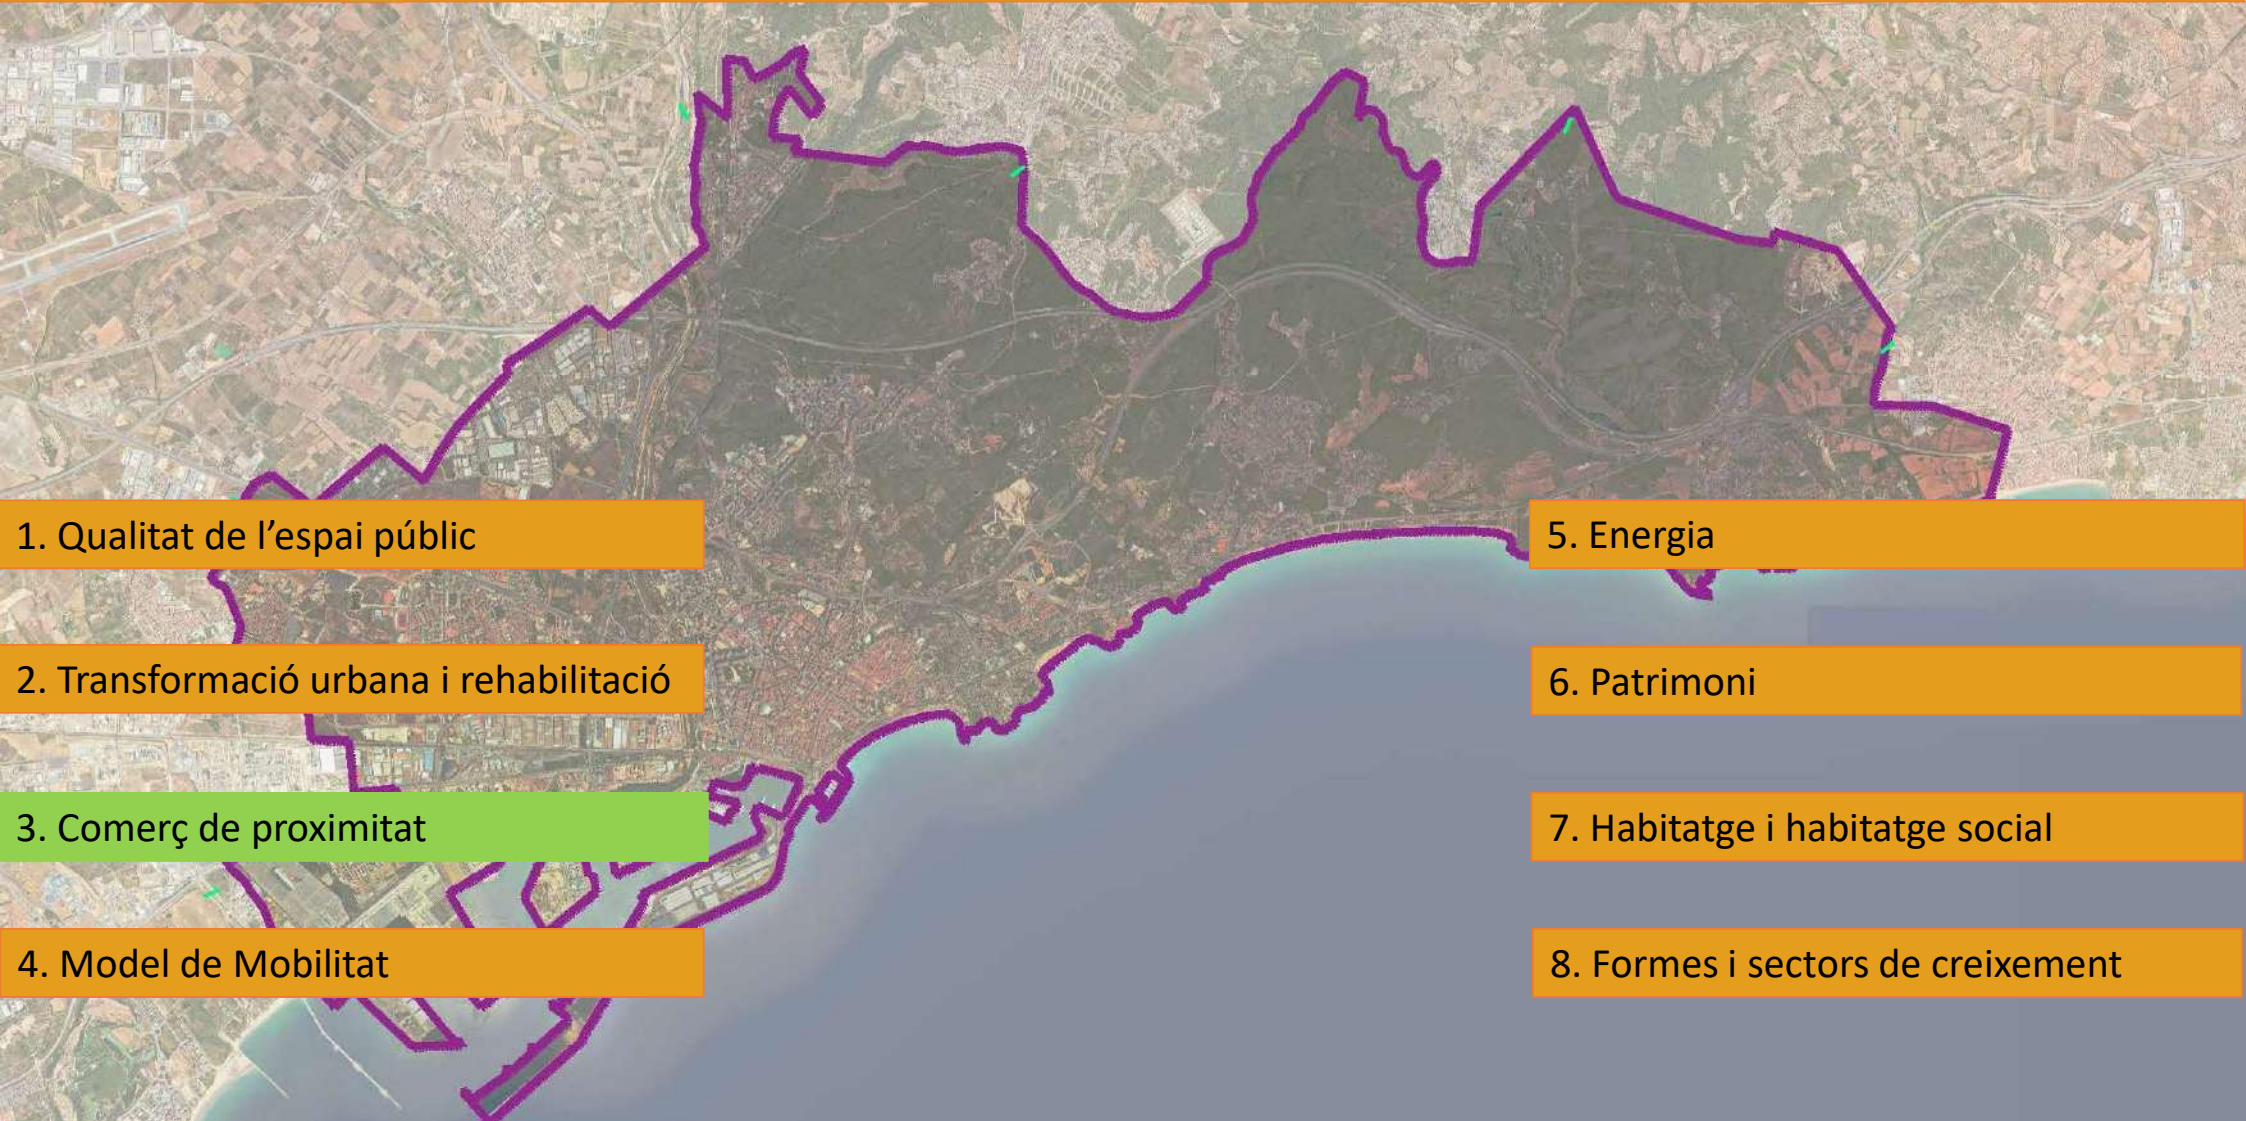 1. Qualitat de l’espai públic
2. Transformació urbana i rehabilitació
3. Comerç de proximitat
4. Model de Mobilitat
5. Energia
6. Patrimoni
7. Habitatge i habitatge social
8. Formes i sectors de creixement